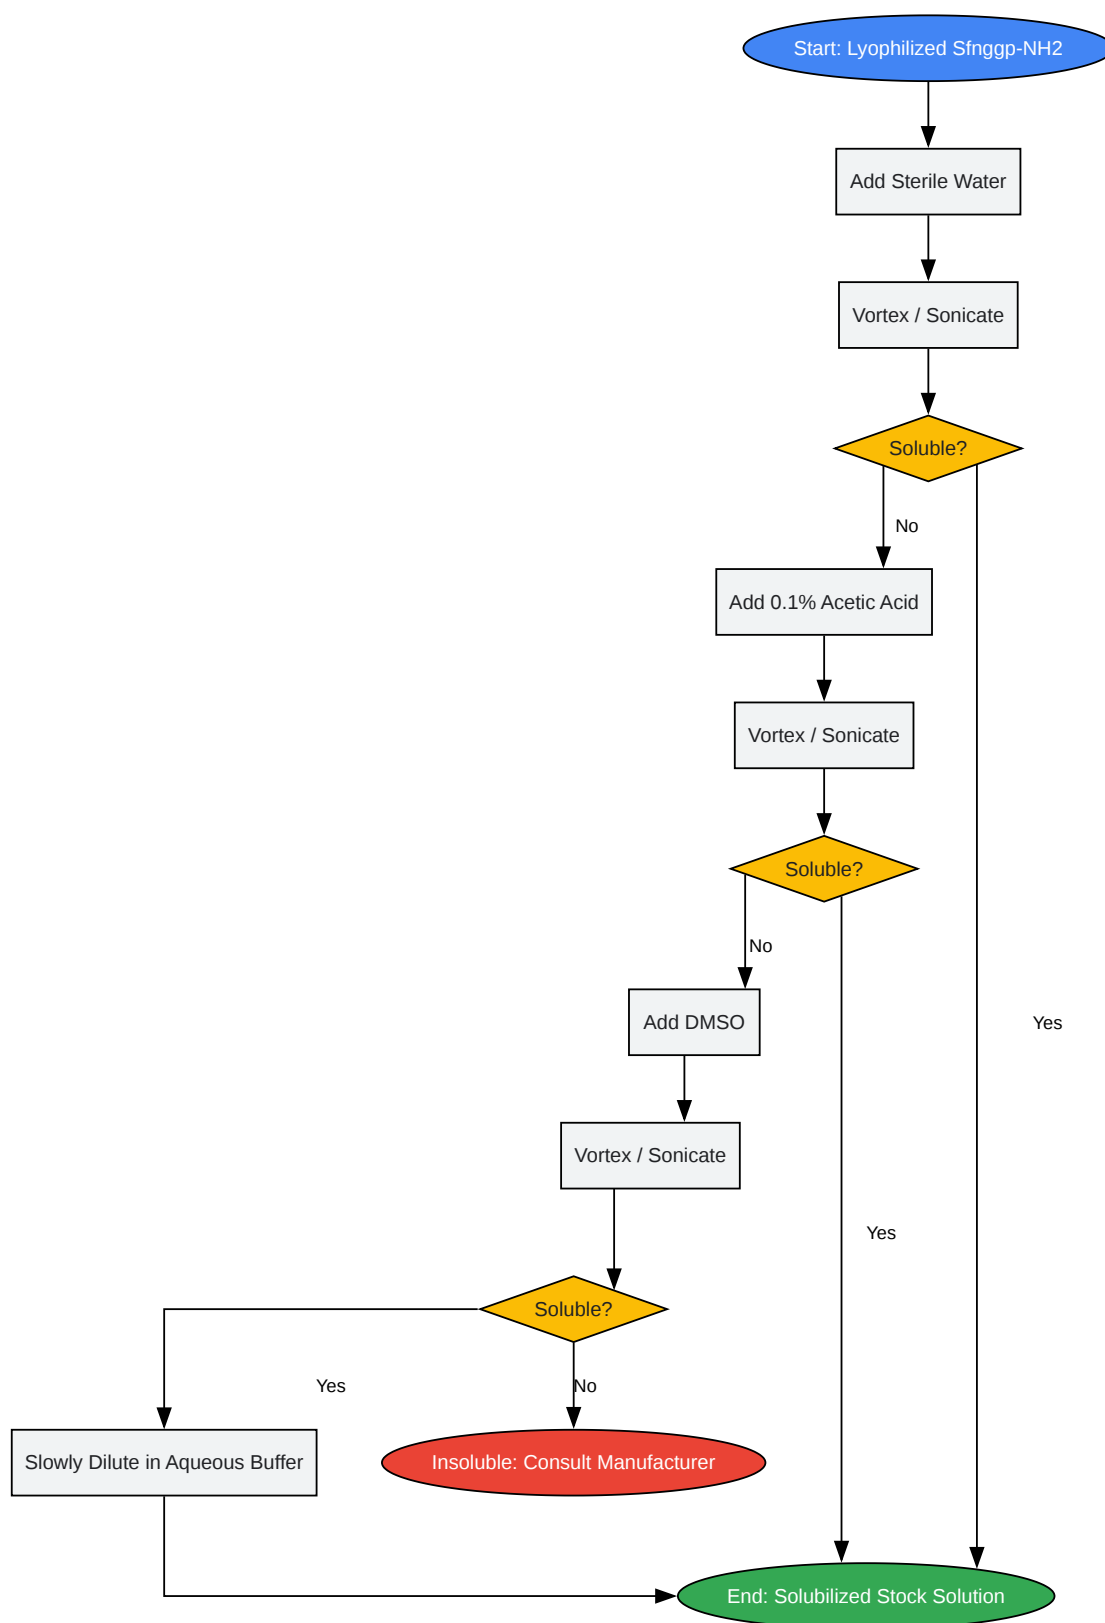 Start: Lyophilized Sfnggp-NH2
Add Sterile Water
Vortex / Sonicate
Soluble?
No
Add 0.1% Acetic Acid
Vortex / Sonicate
Soluble?
No
Add DMSO
Yes
Vortex / Sonicate
Yes
Soluble?
Yes
No
Slowly Dilute in Aqueous Buffer
Insoluble: Consult Manufacturer
End: Solubilized Stock Solution